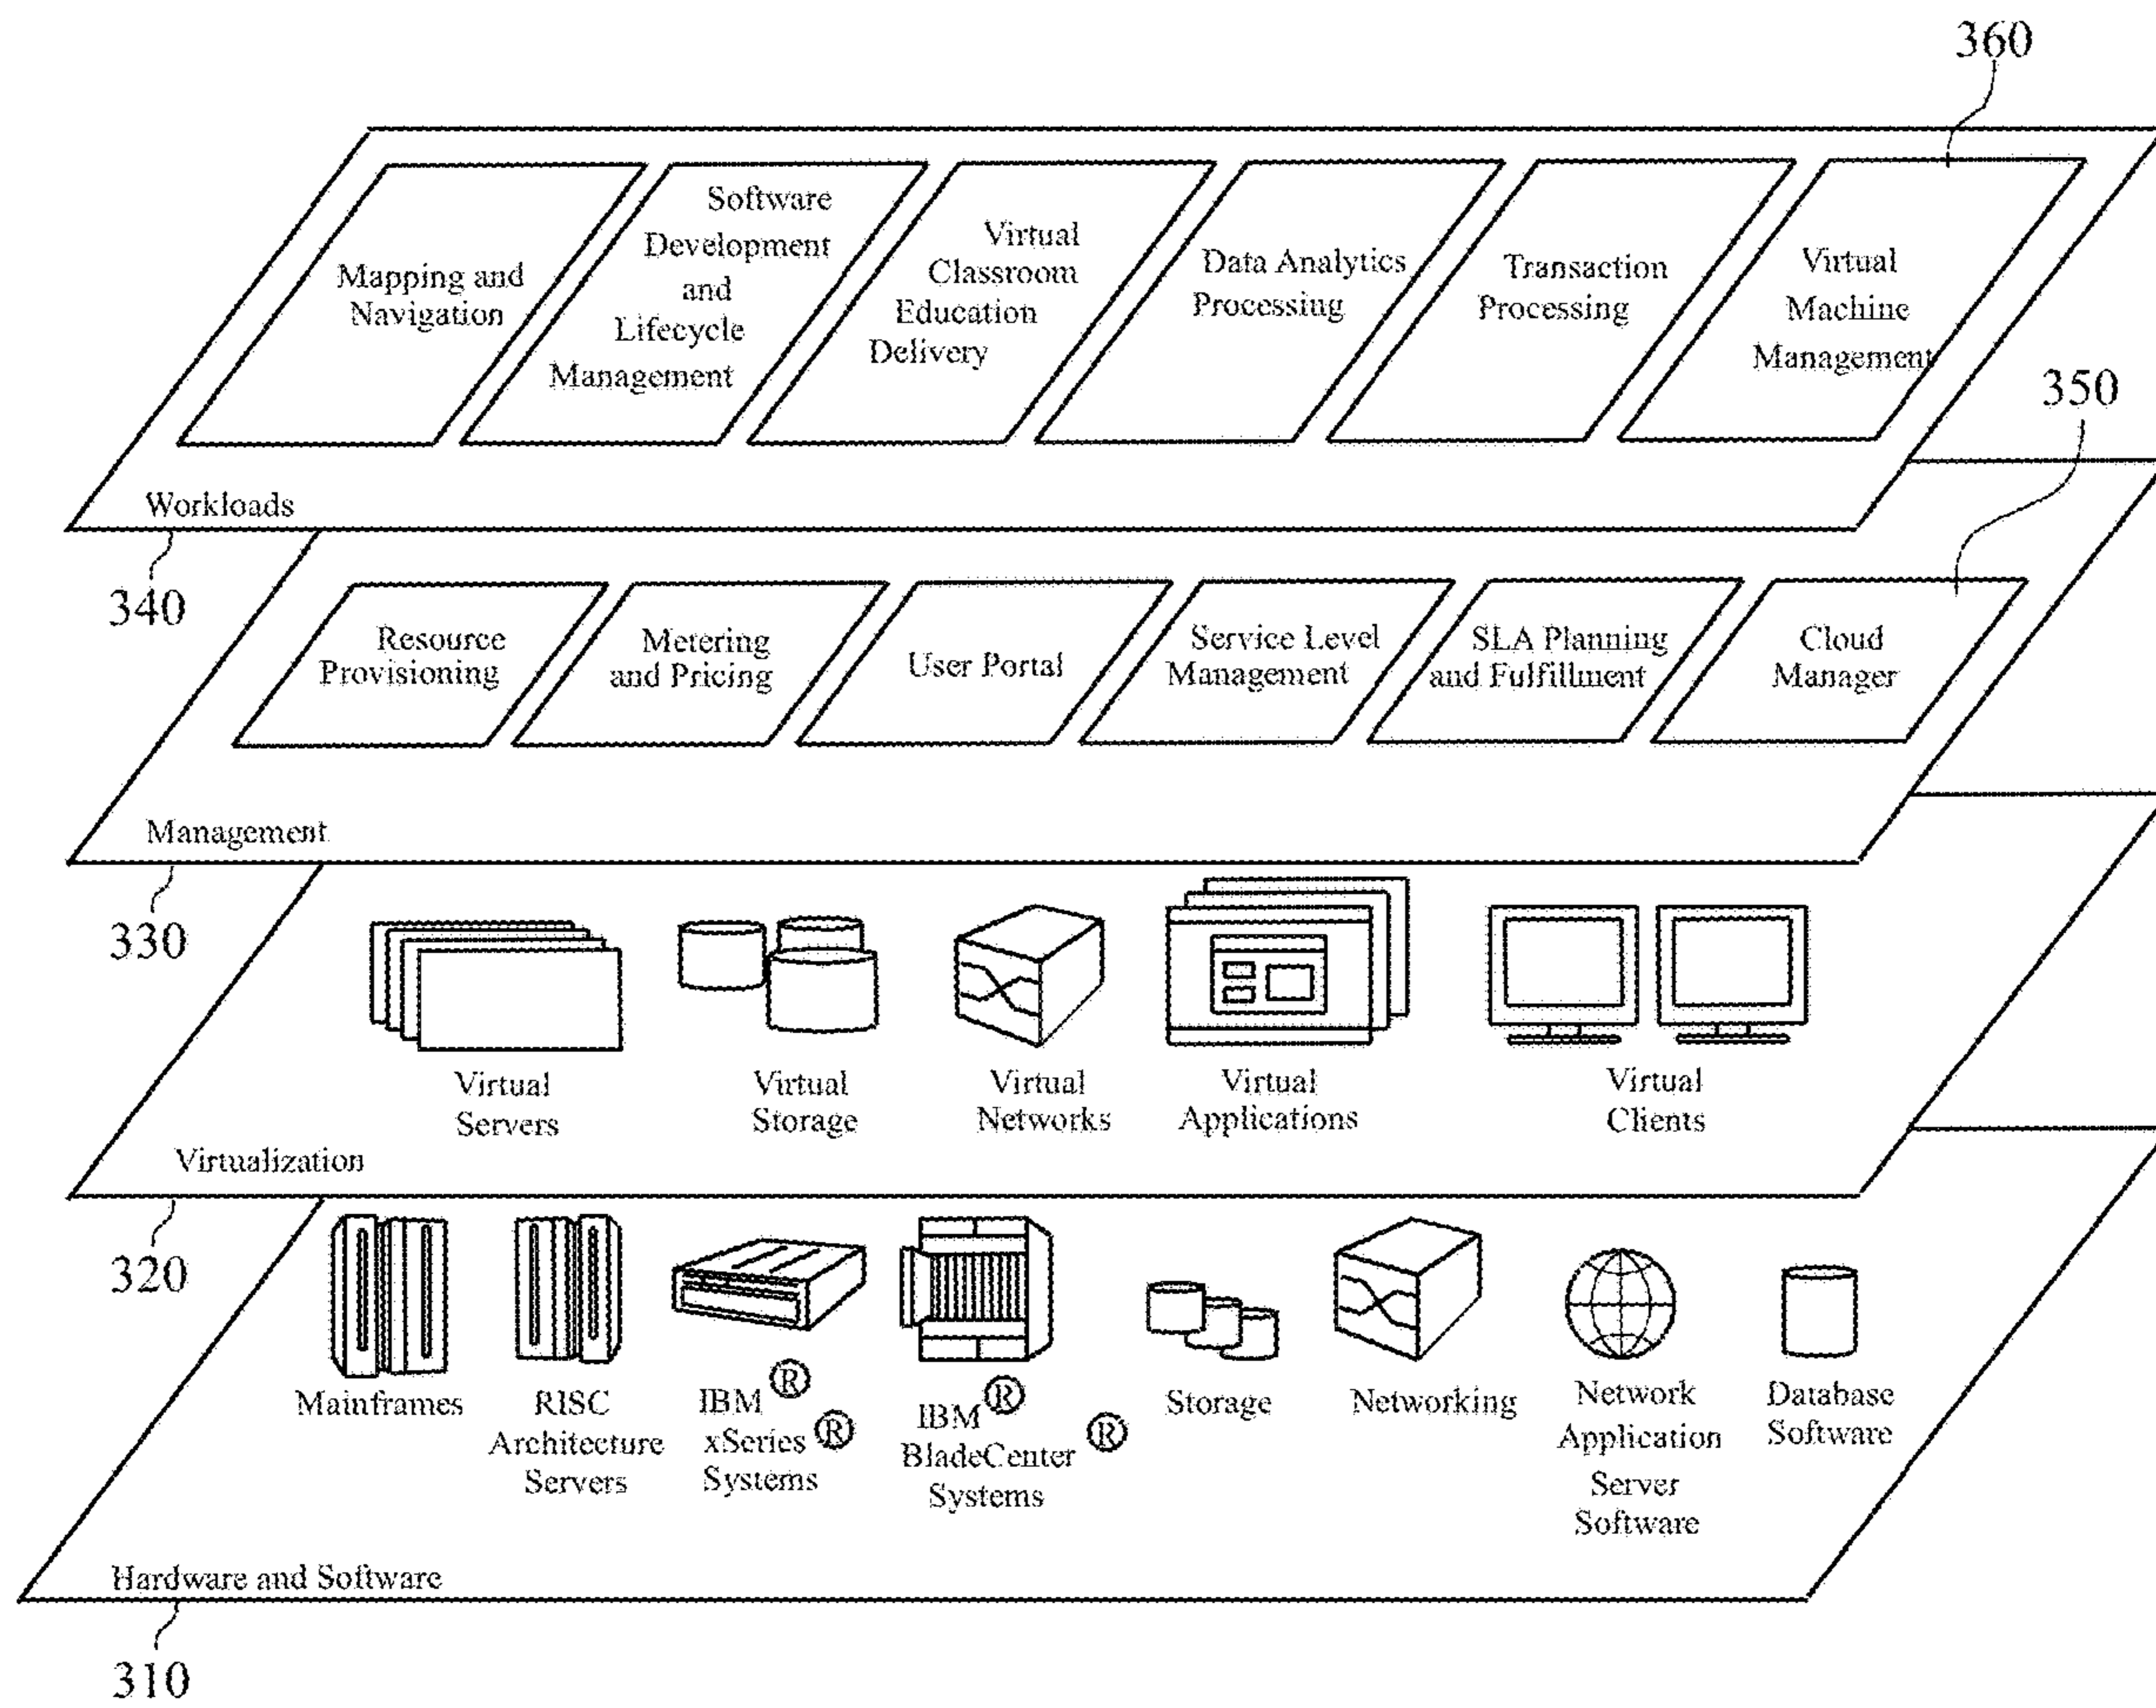 360
Mapping and
Navigation
Software
Development
and
Lifecycle
Management
Virtual
Classroom
Education
Delivery
Data Analytics
Processing
Transaction
Processing
Virtual
Machine
Management
350
Workloads
340
Resource
Provisioning
Metering
and Pricing
User Portal
Service Level
Management
SLA Planning
and Fulfillment
Cloud
Manager
Management
330
Virtual
Servers
Virtual
Storage
Virtual
Networks
Virtual
Applications
Virtual
Clients
Virtualization
320
Mainframes
RISC
Architecture
Servers
IBM®
xSeries®
Systems
IBM®
BladeCenter®
Systems
Storage
Networking
Network
Application
Server
Software
Database
Software
Hardware and Software
310